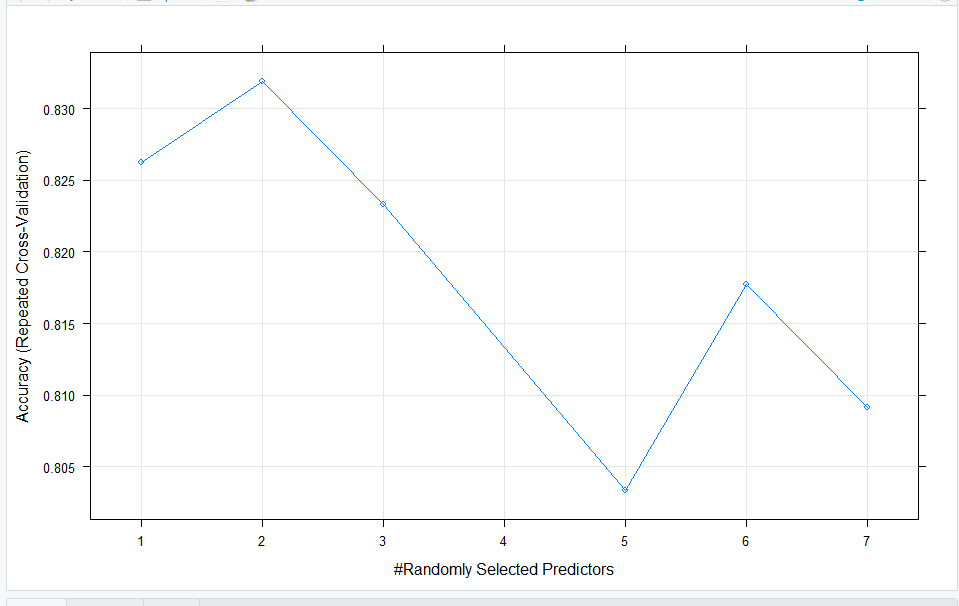 Accuracy (Repeated Cross-Validation)
0.830
0.825
0.820
0.815
0.810
0.805
1 2 3 4 5 6 7
#Randomly Selected Predictors